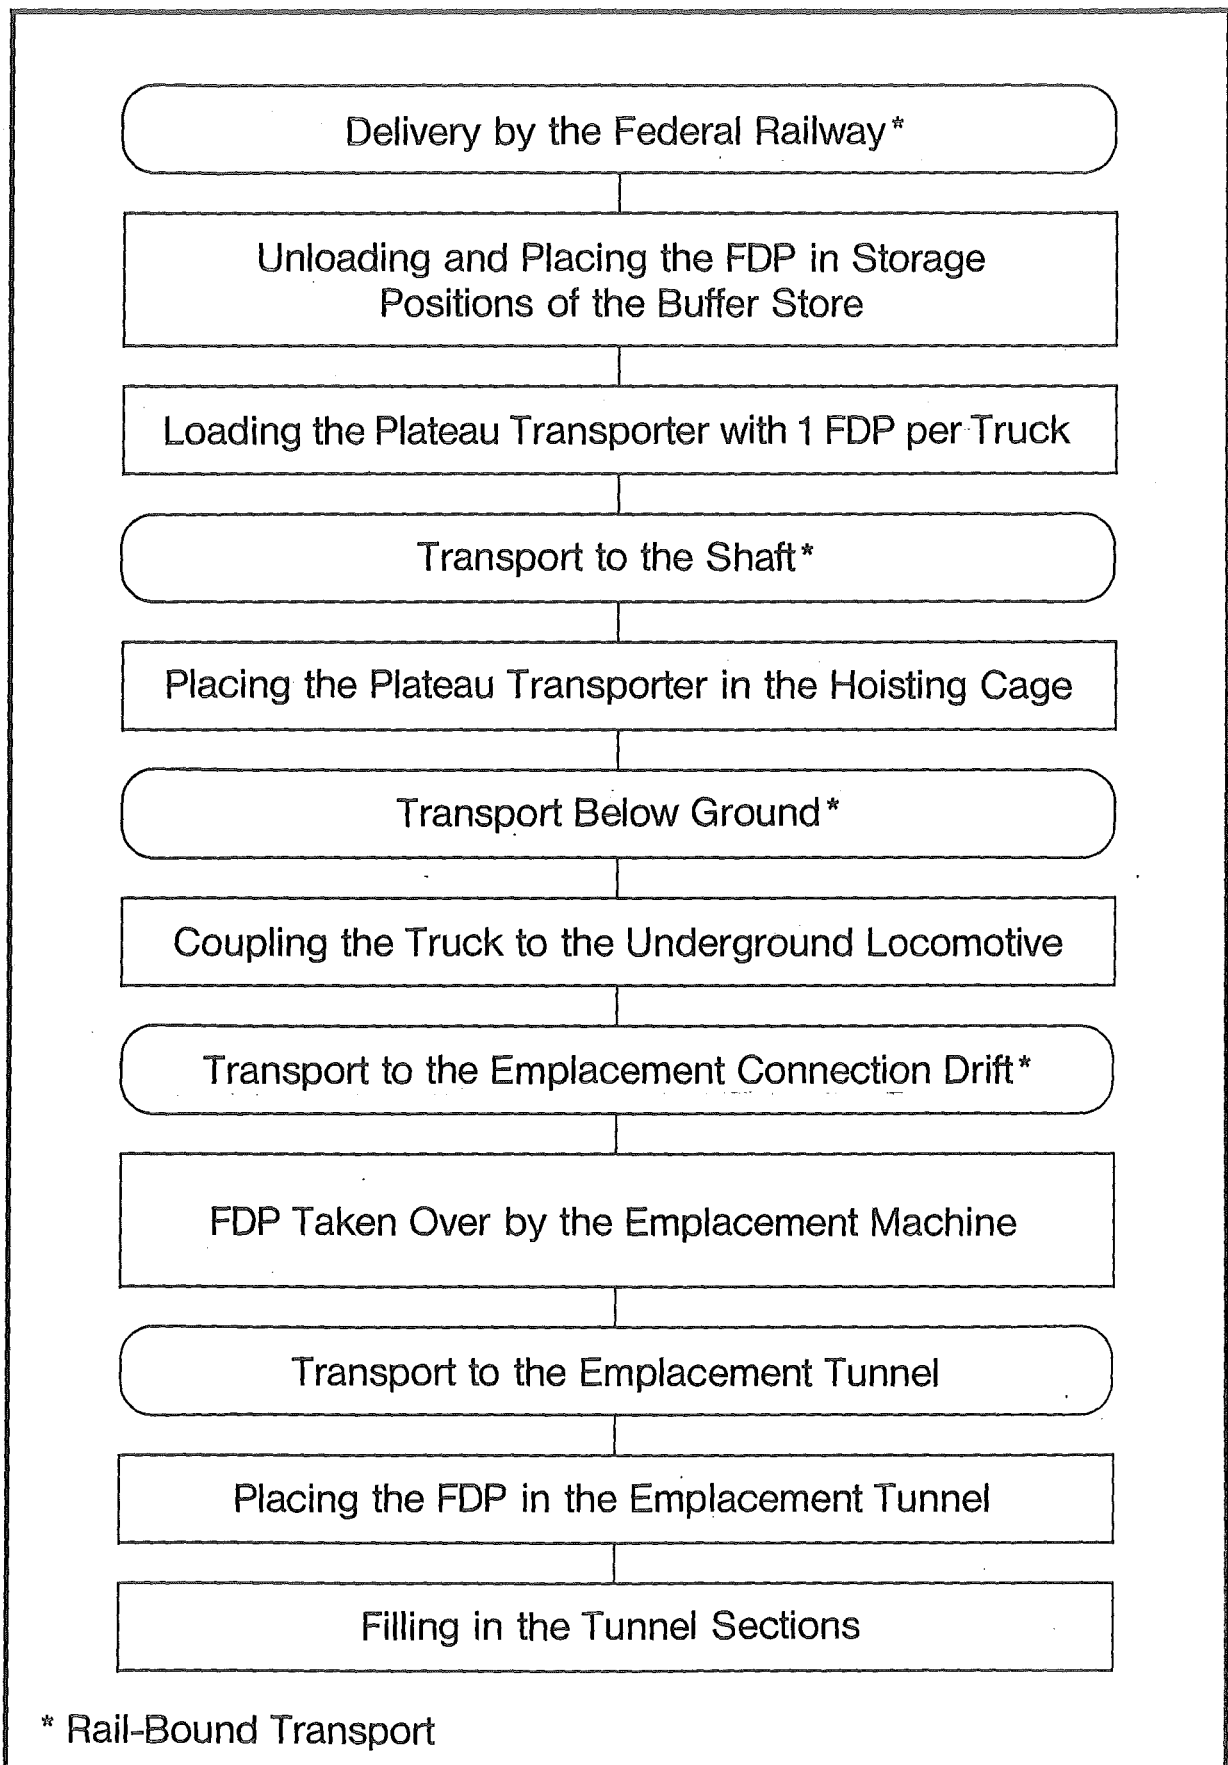 Delivery by the Federal Railway*
Unloading and Placing the FDP in Storage
Positions of the Buffer Store
Loading the Plateau Transporter with 1 FDP per Truck
Transport to the Shaft*
Placing the Plateau Transporter in the Hoisting Cage
Transport Below Ground*
Coupling the Truck to the Underground Locomotive
Transport to the Emplacement Connection Drift*
FDP Taken Over by the Emplacement Machine
Transport to the Emplacement Tunnel
Placing the FDP in the Emplacement Tunnel
Filling in the Tunnel Sections
* Rail-Bound Transport